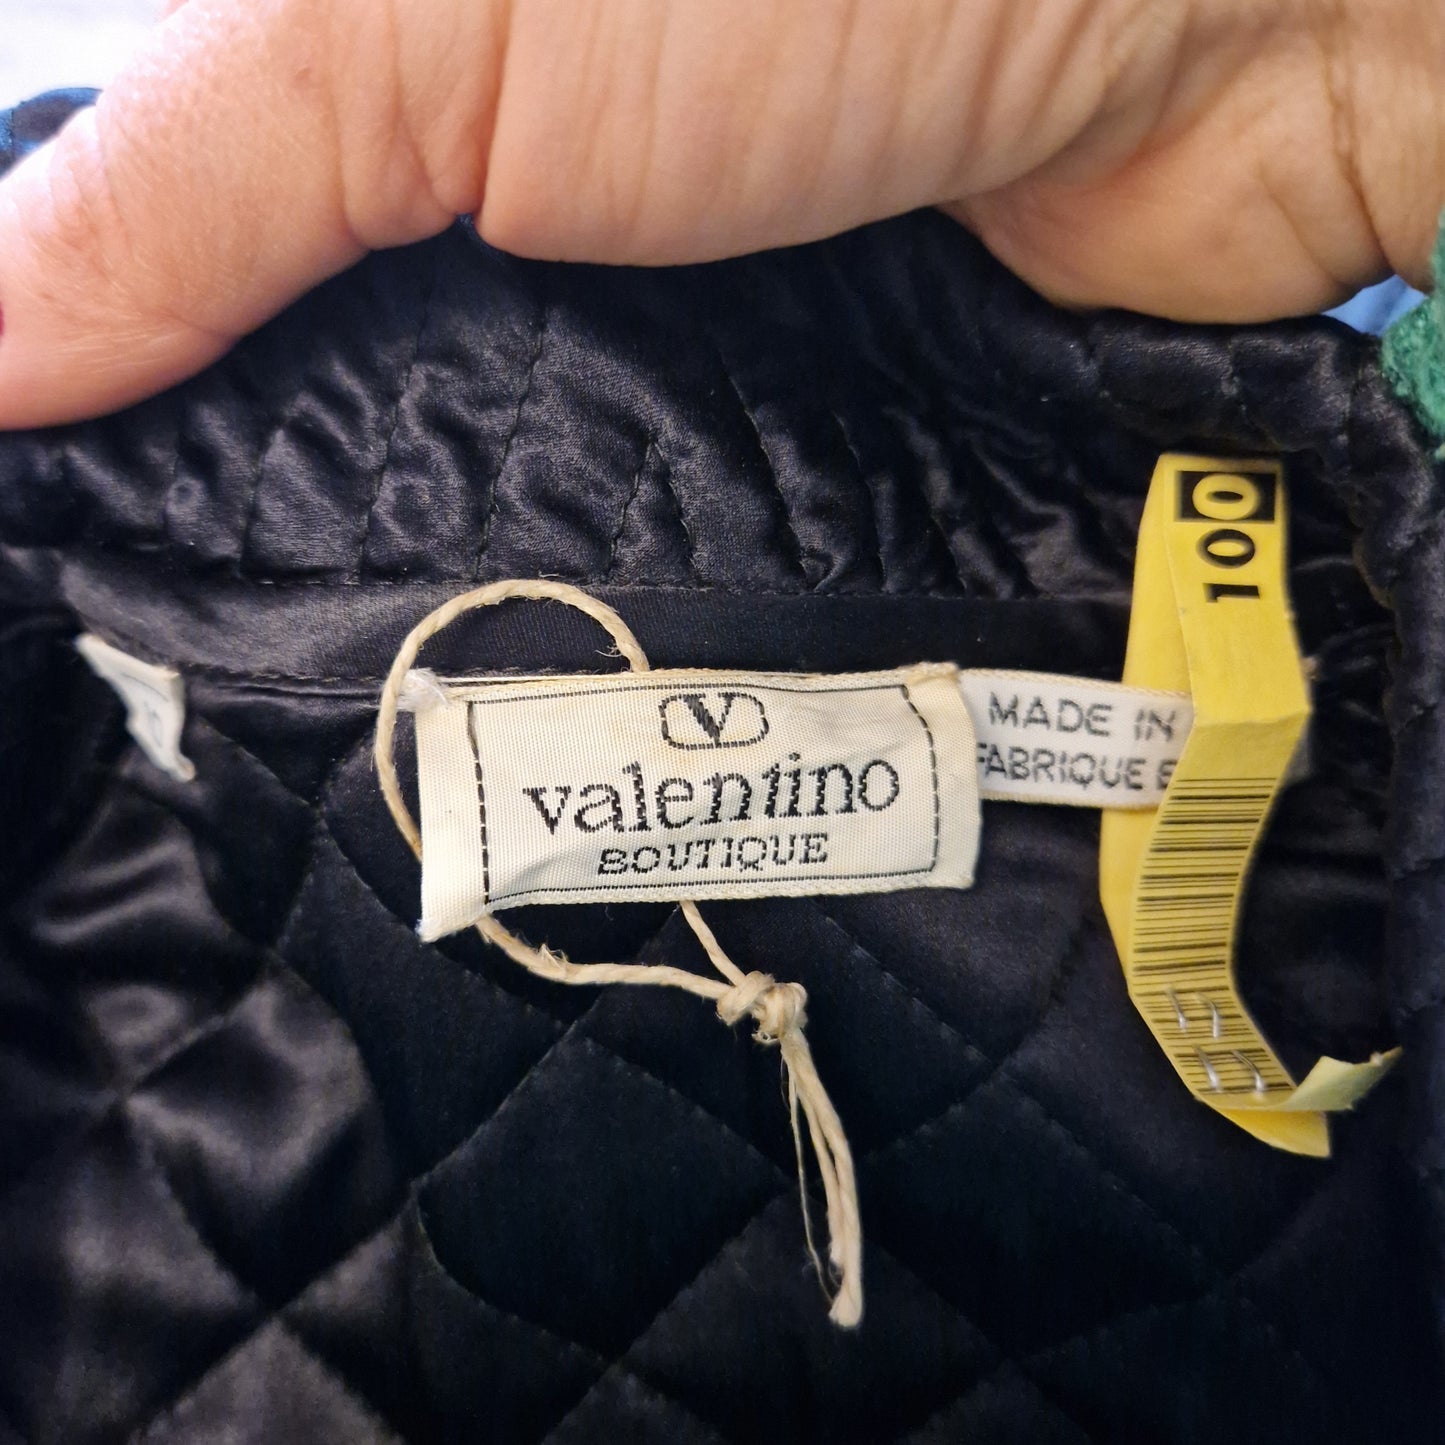 V
valentino
BOUTIQUE
MADE IN
FABRIQUE E
100